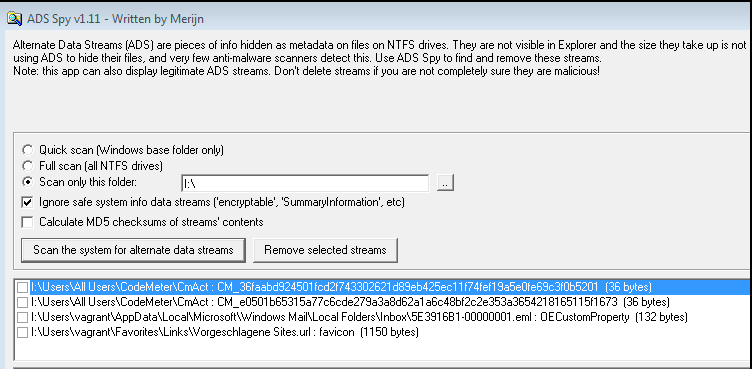 ADS Spy v1.11 - Written by Merijn
Alternate Data Streams (ADS) are pieces of info hidden as metadata on files on NTFS drives. They are not visible in Explorer and the size they take up is not
using ADS to hide their files, and very few anti-malware scanners detect this. Use ADS Spy to find and remove these streams.
Note: this app can also display legitimate ADS streams. Don't delete streams if you are not completely sure they are malicious!
Quick scan (Windows base folder only)
Full scan (all NTFS drives)
Scan only this folder: I:\ ..
Ignore safe system info data streams ('encryptable', 'SummaryInformation', etc)
Calculate MD5 checksums of streams' contents
Scan the system for alternate data streams Remove selected streams
I:\Users\All Users\CodeMeter\CmAct : CM_36faabd924501fcd2f743302621d89eb425ec11f74fef19a5e0fe69c3f0b5201 (36 bytes)
I:\Users\All Users\CodeMeter\CmAct : CM_e0501b65315a77c6cde279a3a8d62a1a6c48bf2c2e353a3654218165115f1673 (36 bytes)
I:\Users\vagrant\AppData\Local\Microsoft\Windows Mail\Local Folders\Inbox\5E3916B1-00000001.eml : OECustomProperty (132 bytes)
I:\Users\vagrant\Favorites\Links\Vorgeschlagene Sites.url : favicon (1150 bytes)